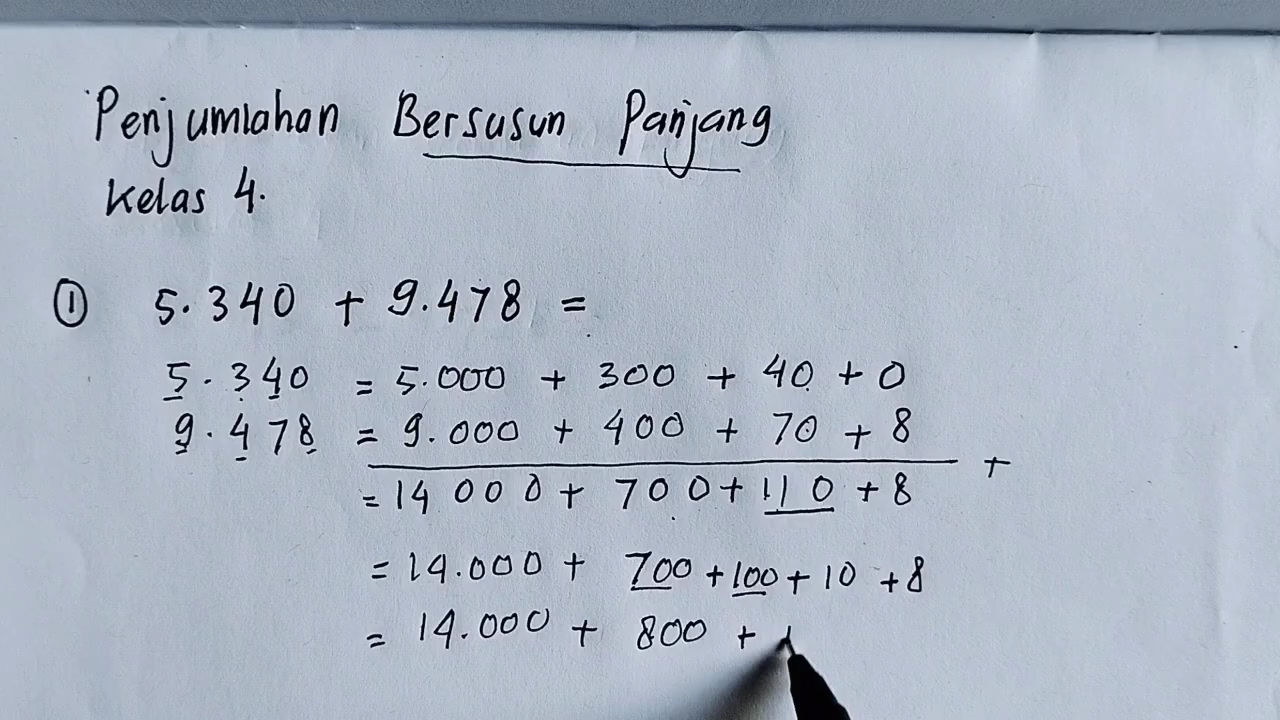 Penjumlahan Bersusun Panjang
Kelas 4.
① 5.340 + 9.478 =
5.340 = 5.000 + 300 + 40 + 0
9.478 = 9.000 + 400 + 70 + 8
+
= 14 000 + 700 + 110 + 8
= 14.000 + 700 + 100 + 10 + 8
= 14.000 + 800 +